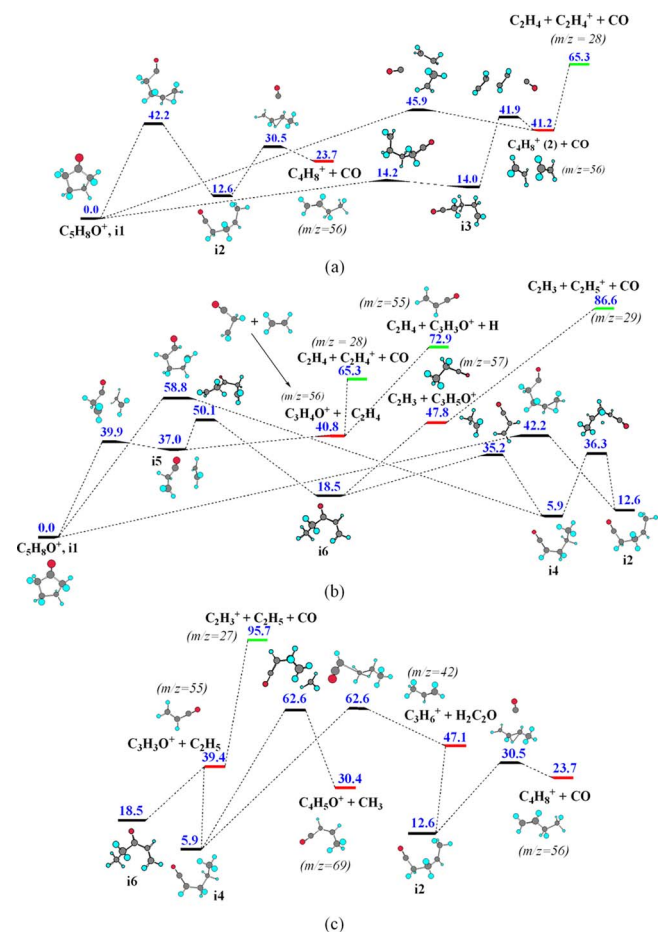 C₂H₄ + C₂H₄⁺ + CO
(m/z = 28)
65.3
42.2
45.9
41.9
41.2
30.5
23.7
C₄H₈⁺ (2) + CO
C₄H₈⁺ + CO
(m/z=56)
14.2
14.0
12.6
0.0
(m/z=56)
i3
C₅H₈O⁺, i1
i2
(a)
C₂H₃ + C₂H₅⁺ + CO
86.6
(m/z=29)
(m/z=55)
+
C₂H₄ + C₃H₃O⁺ + H
72.9
(m/z = 28)
C₂H₄ + C₂H₄⁺ + CO
65.3
(m/z=57)
58.8
(m/z=56)
C₂H₃ + C₃H₅O⁺
50.1
C₃H₄O⁺ + C₂H₄
47.8
39.9
37.0
40.8
42.2
i5
35.2
36.3
18.5
0.0
5.9
12.6
C₅H₈O⁺, i1
i6
i4
i2
(b)
C₂H₃⁺ + C₂H₅ + CO
(m/z=27)
95.7
(m/z=55)
(m/z=42)
62.6
62.6
C₃H₆⁺ + H₂C₂O
C₃H₃O⁺ + C₂H₅
47.1
39.4
30.5
30.4
23.7
C₄H₅O⁺ + CH₃
C₄H₈⁺ + CO
18.5
12.6
5.9
i6
i4
(m/z=69)
i2
(m/z=56)
(c)